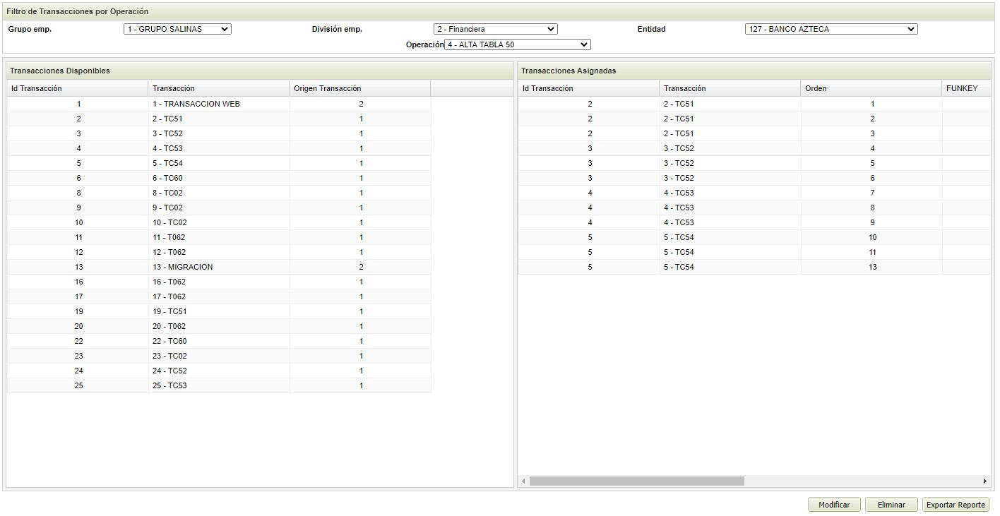 Filtro de Transacciones por Operación
Grupo emp. 1 - GRUPO SALINAS División emp. 2 - Financiera Entidad 127 - BANCO AZTECA
Operación 4 - ALTA TABLA 50
Transacciones Disponibles
Id Transacción Transacción Origen Transacción
1 1 - TRANSACCION WEB 2
2 2 - TC51 1
3 3 - TC52 1
4 4 - TC53 1
5 5 - TC54 1
6 6 - TC60 1
8 8 - TC02 1
9 9 - TC02 1
10 10 - TC02 1
11 11 - T062 1
12 12 - T062 1
13 13 - MIGRACION 2
16 16 - T062 1
17 17 - T062 1
19 19 - TC51 1
20 20 - T062 1
22 22 - TC60 1
23 23 - TC02 1
24 24 - TC52 1
25 25 - TC53 1
Transacciones Asignadas
Id Transacción Transacción Orden FUNKEY
2 2 - TC51 1
2 2 - TC51 2
2 2 - TC51 3
3 3 - TC52 4
3 3 - TC52 5
3 3 - TC52 6
4 4 - TC53 7
4 4 - TC53 8
4 4 - TC53 9
5 5 - TC54 10
5 5 - TC54 11
5 5 - TC54 13
Modificar Eliminar Exportar Reporte